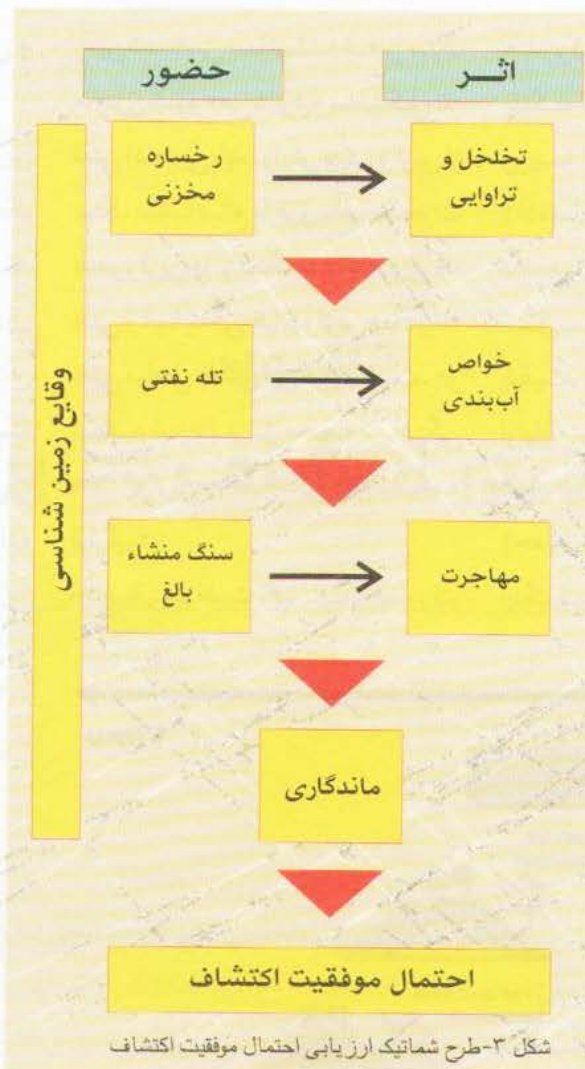 حضور
اثــر
رخساره
مخزنی
تخلخل و
تراوایی
وقایع زمین شناسی
تله نفتی
خواص
آب‌بندی
سنگ منشاء
بالغ
مهاجرت
ماندگاری
احتمال موفقیت اکتشاف
شکل ۳-طرح شماتیک ارزیابی احتمال موفقیت اکتشاف